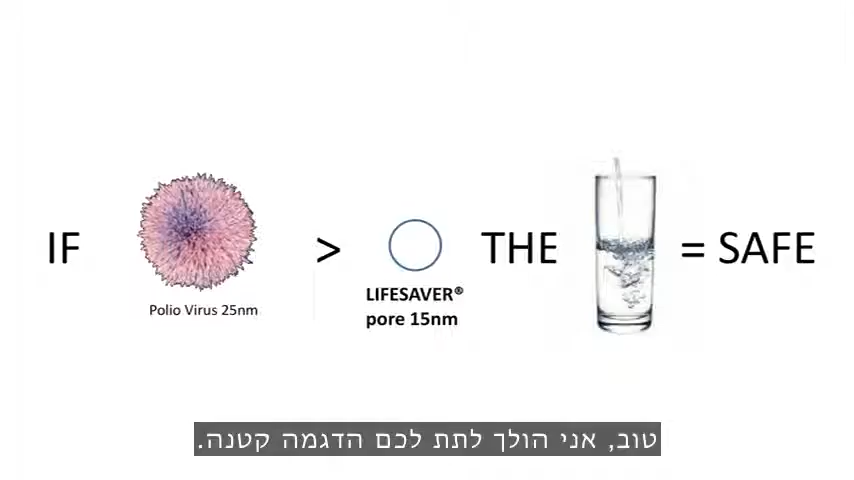 IF > THE = SAFE
Polio Virus 25nm
LIFESAVER®
pore 15nm
טוב, אני הולך לתת לכם הדגמה קטנה.